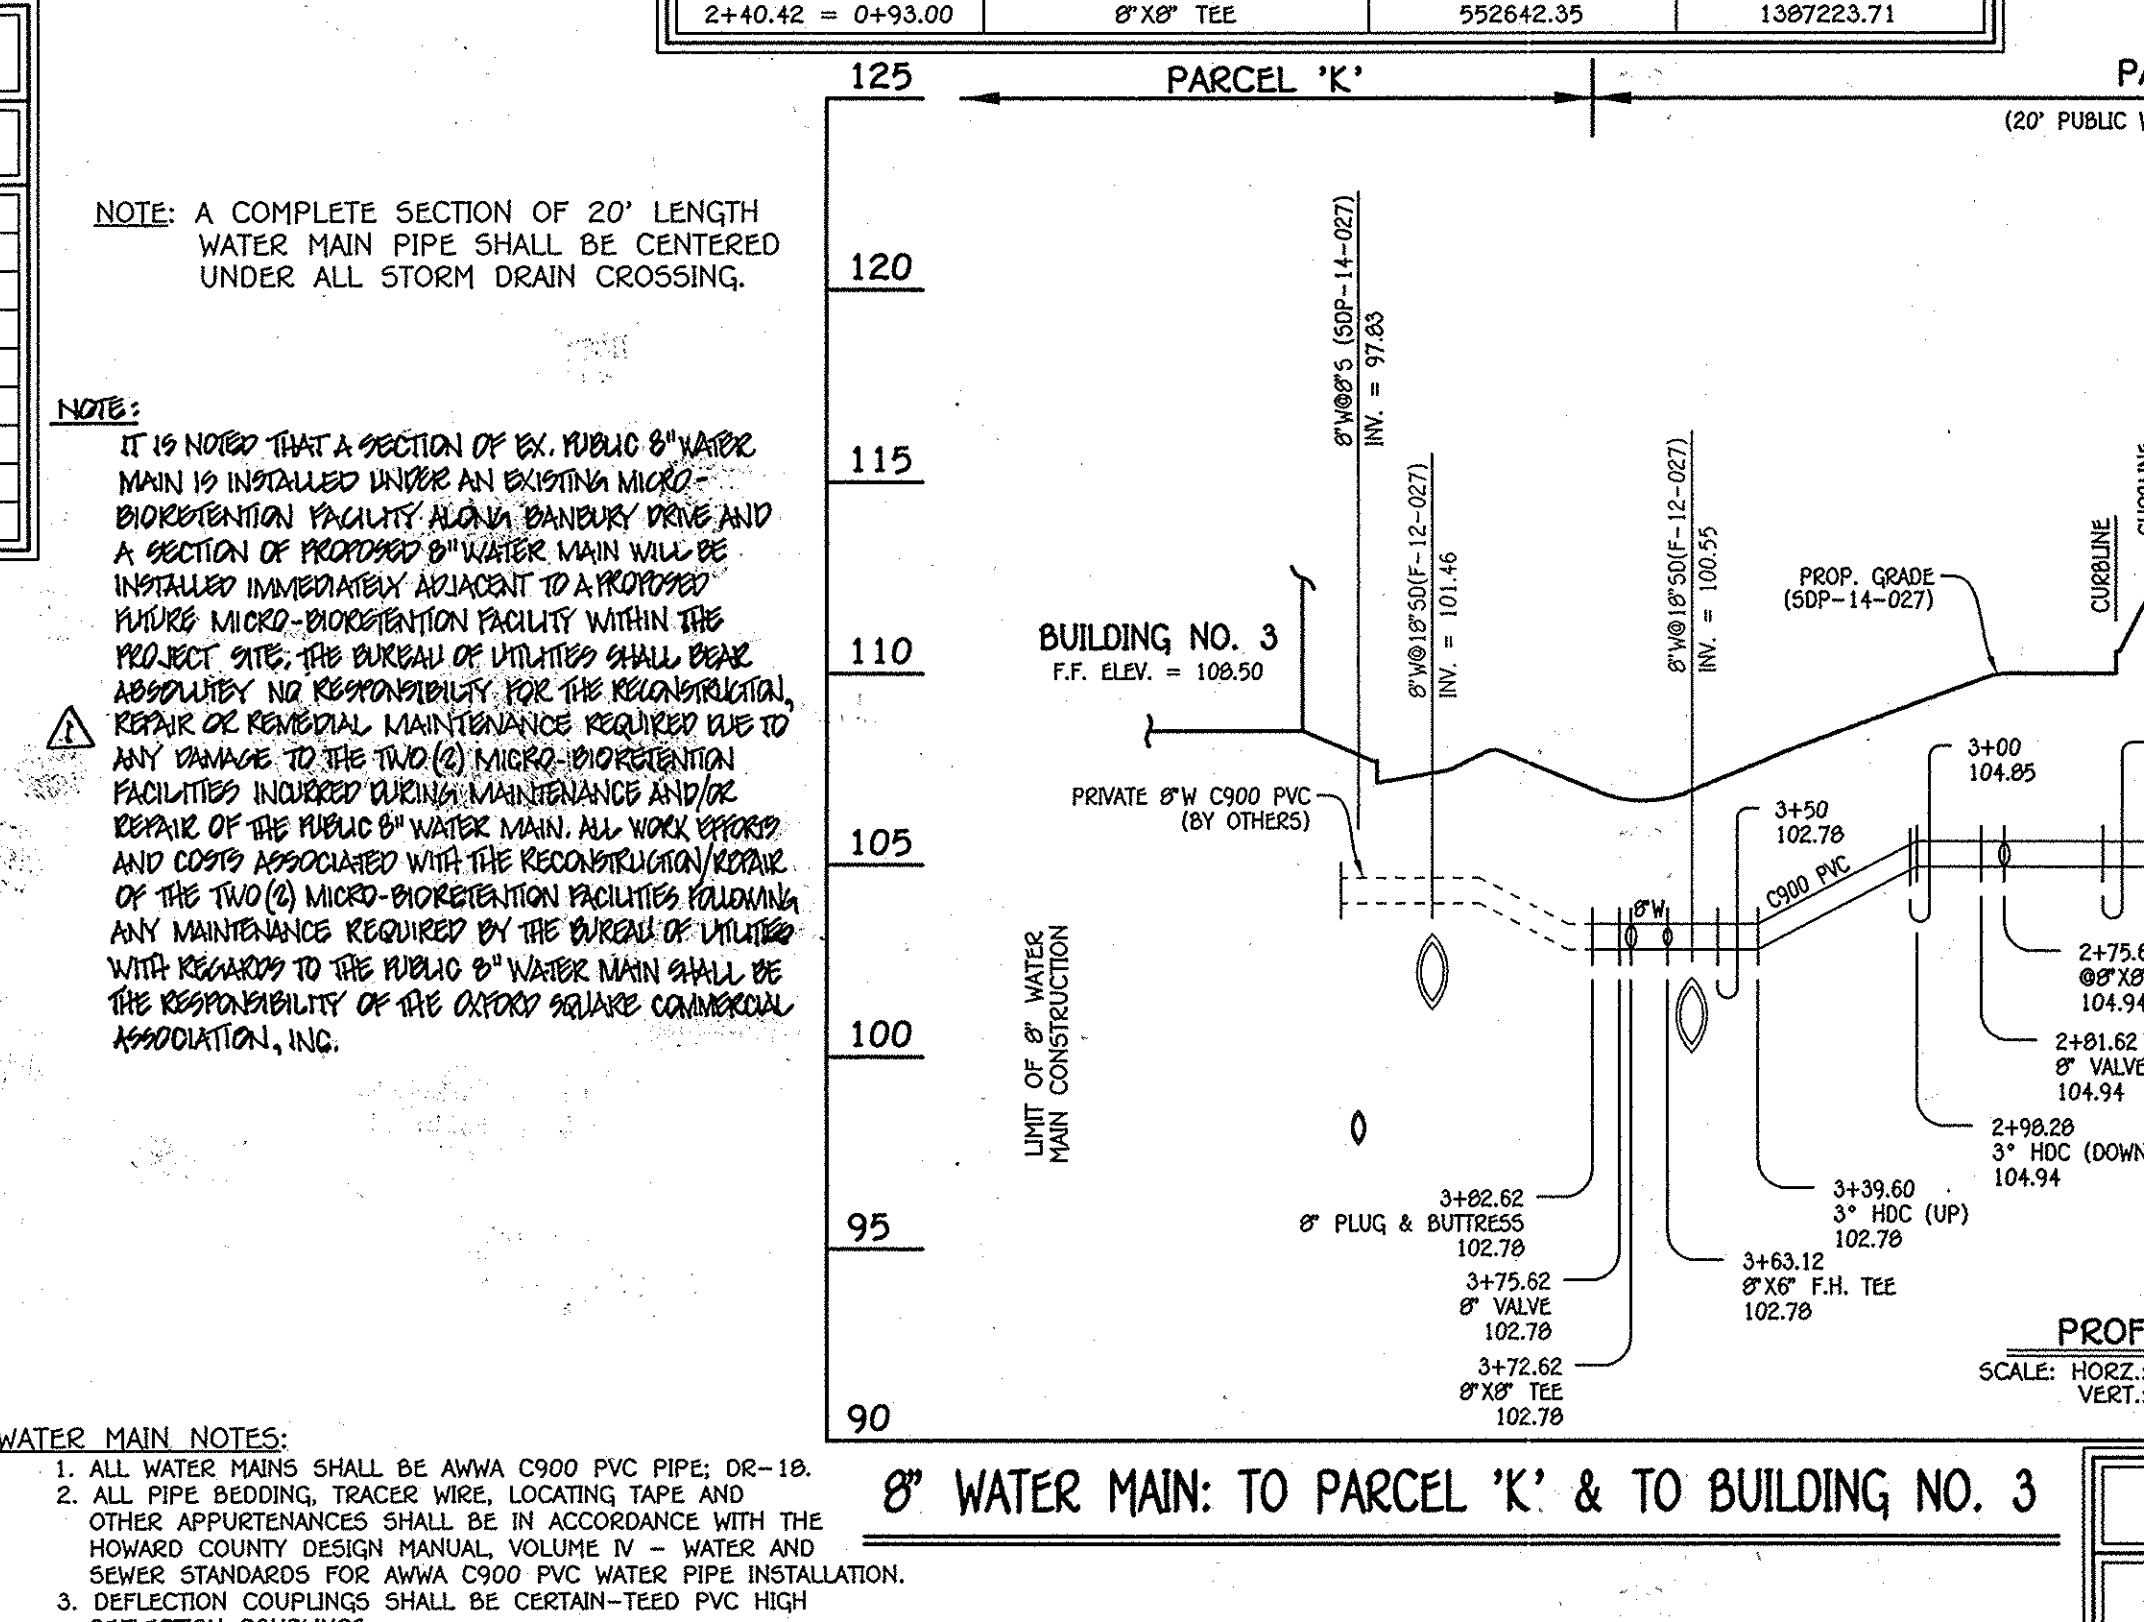 2+40.42 = 0+93.00 8"X8" TEE 552642.35 1387223.71
125
PARCEL 'K'
(20' PUBLIC
NOTE: A COMPLETE SECTION OF 20' LENGTH
WATER MAIN PIPE SHALL BE CENTERED
UNDER ALL STORM DRAIN CROSSING.
NOTE:
IT IS NOTED THAT A SECTION OF EX. PUBLIC 8" WATER
MAIN IS INSTALLED UNDER AN EXISTING MICRO-
BIORETENTION FACILITY ALONG BANBURY DRIVE AND
A SECTION OF PROPOSED 8" WATER MAIN WILL BE
INSTALLED IMMEDIATELY ADJACENT TO A PROPOSED
FUTURE MICRO-BIORETENTION FACILITY WITHIN THE
PROJECT SITE; THE BUREAU OF UTILITIES SHALL BEAR
ABSOLUTEY NO RESPONSIBILITY FOR THE RECONSTRUCTION,
REPAIR OR REMEDIAL MAINTENANCE REQUIRED DUE TO
ANY DAMAGE TO THE TWO (2) MICRO-BIORETENTION
FACILITIES INCURRED DURING MAINTENANCE AND/OR
REPAIR OF THE PUBLIC 8" WATER MAIN. ALL WORK EFFORTS
AND COSTS ASSOCIATED WITH THE RECONSTRUCTION/REPAIR
OF THE TWO (2) MICRO-BIORETENTION FACILITIES FOLLOWING
ANY MAINTENANCE REQUIRED BY THE BUREAU OF UTILITIES
WITH REGARDS TO THE PUBLIC 8" WATER MAIN SHALL BE
THE RESPONSIBILITY OF THE OXFORD SQUARE COMMERCIAL
ASSOCIATION, INC.
1
120
115
110
105
100
95
90
8"W@8"S (SDP-14-027)
INV. = 97.83
8"W@18"SD(F-12-027)
INV. = 101.46
8"W@18"SD(F-12-027)
INV. = 100.55
BUILDING NO. 3
F.F. ELEV. = 108.50
PROP. GRADE
(SDP-14-027)
CURBLINE
PRIVATE 8"W C900 PVC
(BY OTHERS)
3+00
104.85
3+50
102.78
C900 PVC
8"W
LIMIT OF 8" WATER
MAIN CONSTRUCTION
2+75.6
@8"X8"
104.94
2+81.62
8" VALVE
104.94
2+98.28
3° HDC (DOWN
104.94
3+39.60
3° HDC (UP)
102.78
3+82.62
8" PLUG & BUTTRESS
102.78
3+63.12
8"X6" F.H. TEE
102.78
3+75.62
8" VALVE
102.78
3+72.62
8"X8" TEE
102.78
PROF
SCALE: HORZ.:
VERT.:
WATER MAIN NOTES:
1. ALL WATER MAINS SHALL BE AWWA C900 PVC PIPE; DR-18.
2. ALL PIPE BEDDING, TRACER WIRE, LOCATING TAPE AND
OTHER APPURTENANCES SHALL BE IN ACCORDANCE WITH THE
HOWARD COUNTY DESIGN MANUAL, VOLUME IV - WATER AND
SEWER STANDARDS FOR AWWA C900 PVC WATER PIPE INSTALLATION.
3. DEFLECTION COUPLINGS SHALL BE CERTAIN-TEED PVC HIGH
8" WATER MAIN: TO PARCEL 'K' & TO BUILDING NO. 3